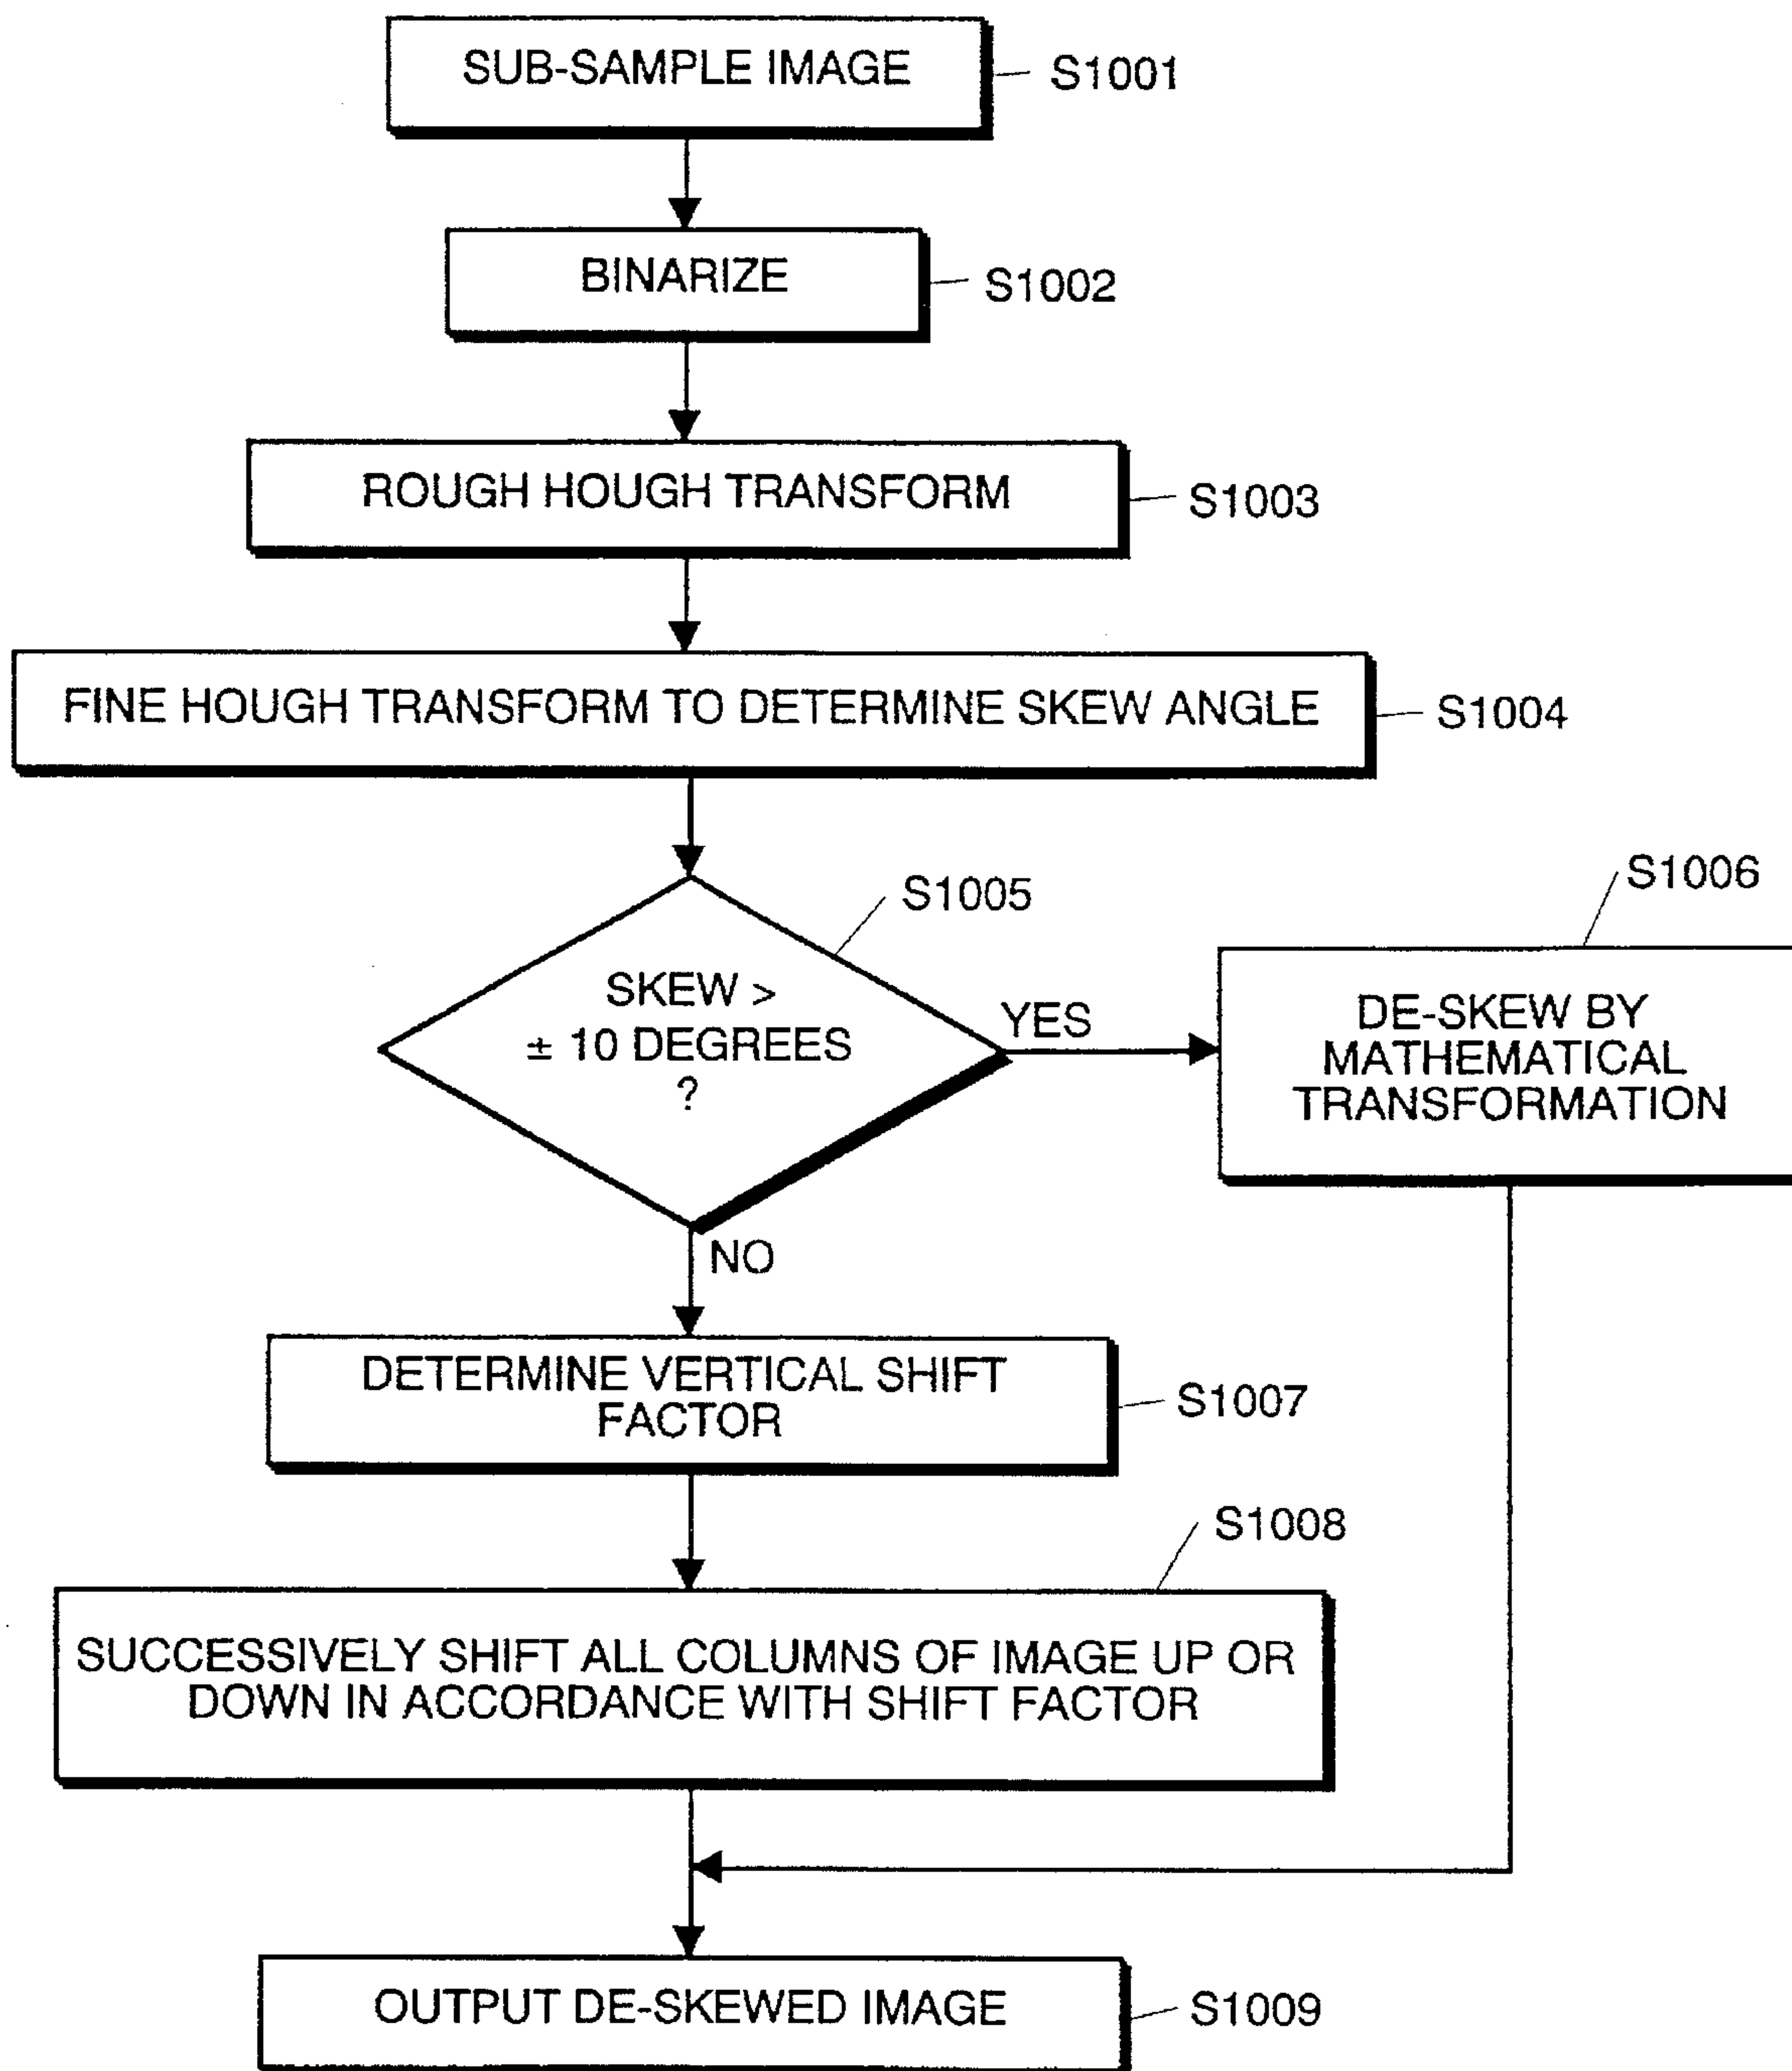 SUB-SAMPLE IMAGE
S1001
BINARIZE
S1002
ROUGH HOUGH TRANSFORM
S1003
FINE HOUGH TRANSFORM TO DETERMINE SKEW ANGLE
S1004
S1005
SKEW >
± 10 DEGREES
?
YES
NO
S1006
DE-SKEW BY
MATHEMATICAL
TRANSFORMATION
DETERMINE VERTICAL SHIFT
FACTOR
S1007
S1008
SUCCESSIVELY SHIFT ALL COLUMNS OF IMAGE UP OR
DOWN IN ACCORDANCE WITH SHIFT FACTOR
OUTPUT DE-SKEWED IMAGE
S1009